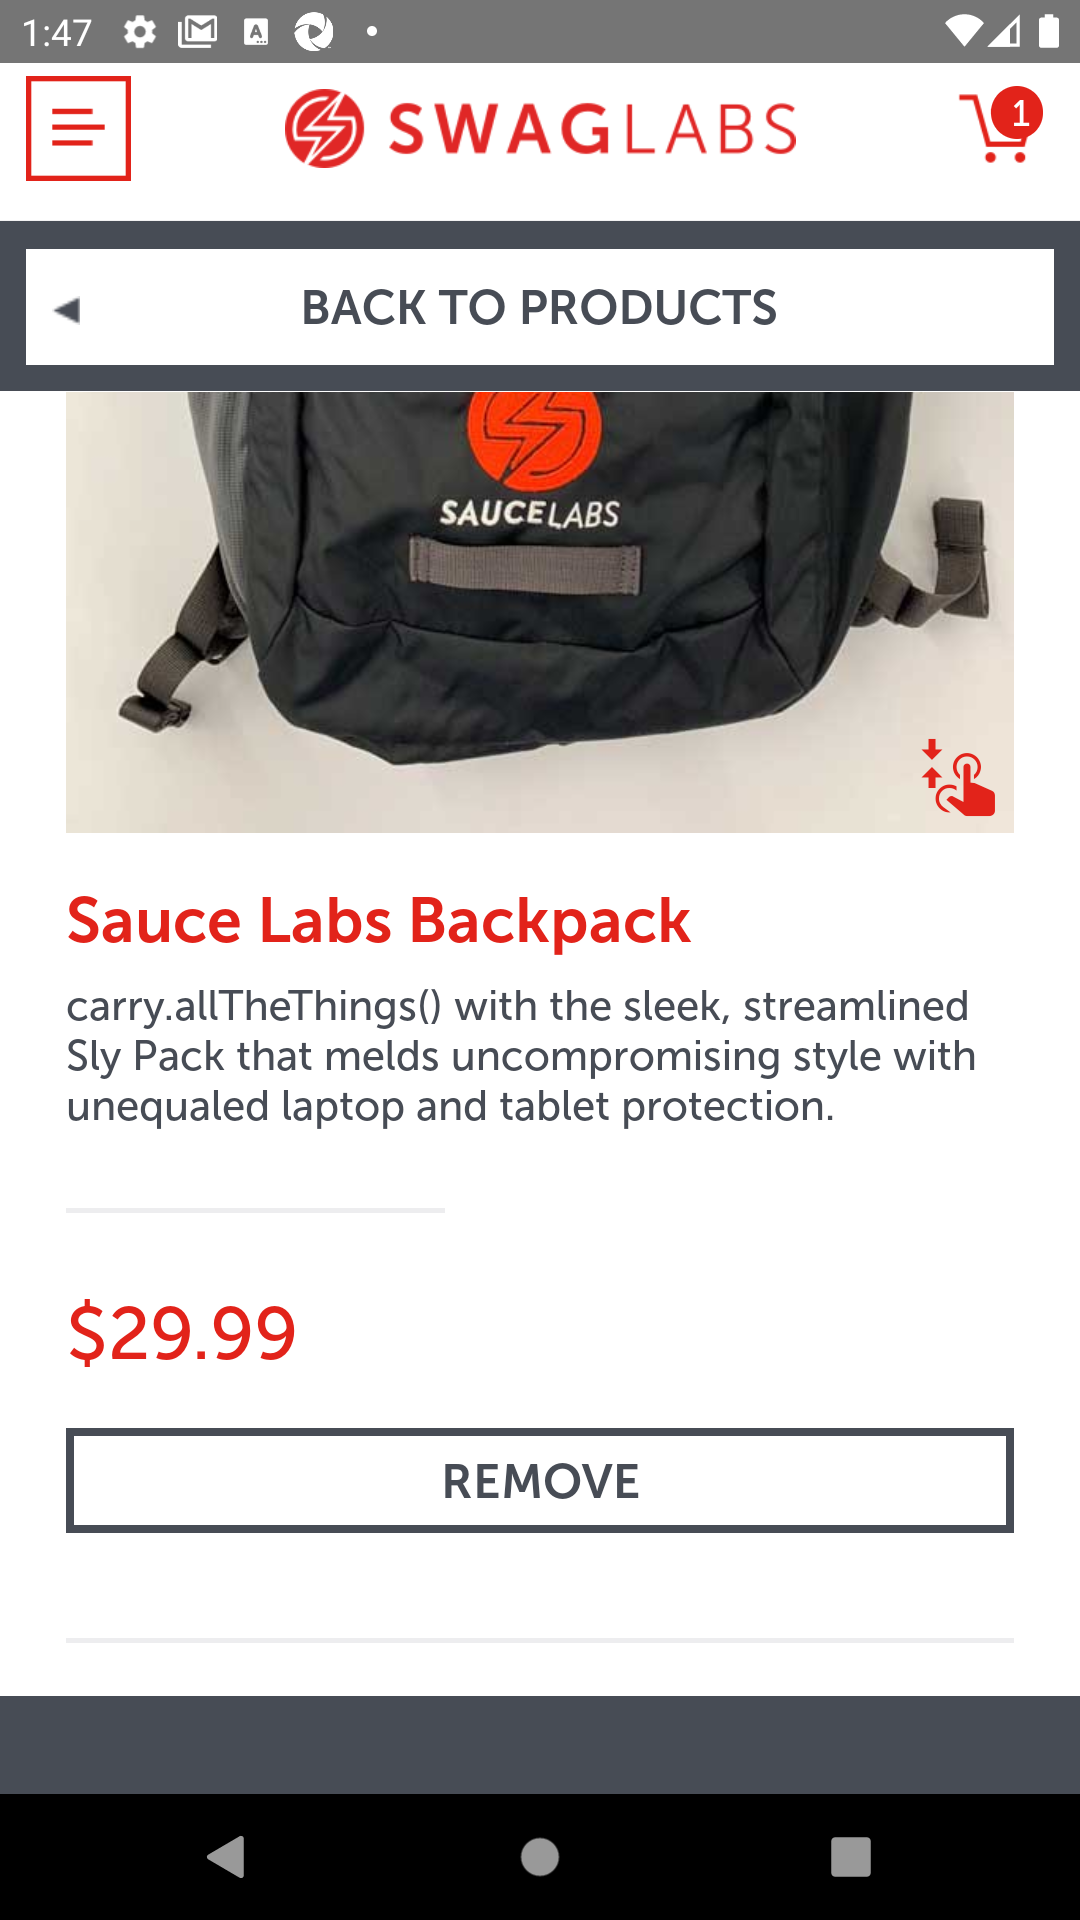 1:47
SWAGLABS
1
BACK TO PRODUCTS
SAUCELABS
Sauce Labs Backpack
carry.allTheThings() with the sleek, streamlined
Sly Pack that melds uncompromising style with
unequaled laptop and tablet protection.
$29.99
REMOVE